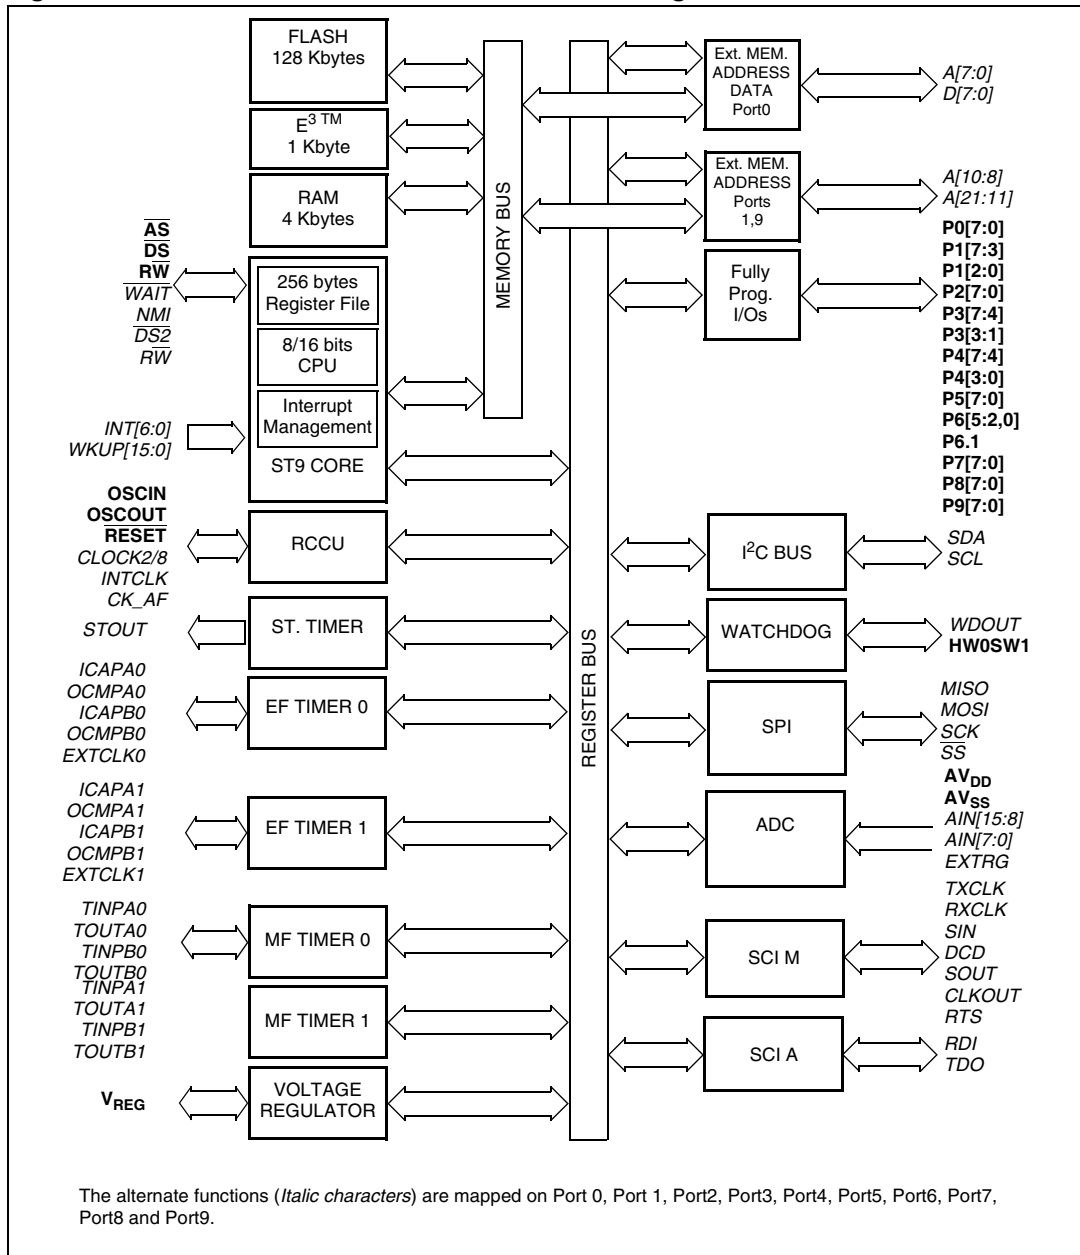 FLASH
128 Kbytes
E3 TM
1 Kbyte
RAM
4 Kbytes
A̅S̅
D̅S̅
RW̅
W̅A̅I̅T̅
NMI
D̅S̅2̅
RW̅
256 bytes
Register File
8/16 bits
CPU
Interrupt
Management
ST9 CORE
INT[6:0]
WKUP[15:0]
OSCIN
OSCOUT
R̅E̅S̅E̅T̅
CLOCK2/8
INTCLK
CK_AF
RCCU
STOUT
ST. TIMER
ICAPA0
OCMPA0
ICAPB0
OCMPB0
EXTCLK0
EF TIMER 0
ICAPA1
OCMPA1
ICAPB1
OCMPB1
EXTCLK1
EF TIMER 1
TINPA0
TOUTA0
TINPB0
TOUTB0
MF TIMER 0
TINPA1
TOUTA1
TINPB1
TOUTB1
MF TIMER 1
VREG
VOLTAGE
REGULATOR
MEMORY BUS
REGISTER BUS
Ext. MEM.
ADDRESS
DATA
Port0
A[7:0]
D[7:0]
Ext. MEM.
ADDRESS
Ports
1,9
A[10:8]
A[21:11]
Fully
Prog.
I/Os
P0[7:0]
P1[7:3]
P1[2:0]
P2[7:0]
P3[7:4]
P3[3:1]
P4[7:4]
P4[3:0]
P5[7:0]
P6[5:2,0]
P6.1
P7[7:0]
P8[7:0]
P9[7:0]
I2C BUS
SDA
SCL
WATCHDOG
WDOUT
HW0SW1
SPI
MISO
MOSI
SCK
S̅S̅
ADC
AVDD
AVSS
AIN[15:8]
AIN[7:0]
EXTRG
SCI M
TXCLK
RXCLK
SIN
DCD
SOUT
CLKOUT
RTS
SCI A
RDI
TDO
The alternate functions (Italic characters) are mapped on Port 0, Port 1, Port2, Port3, Port4, Port5, Port6, Port7,
Port8 and Port9.